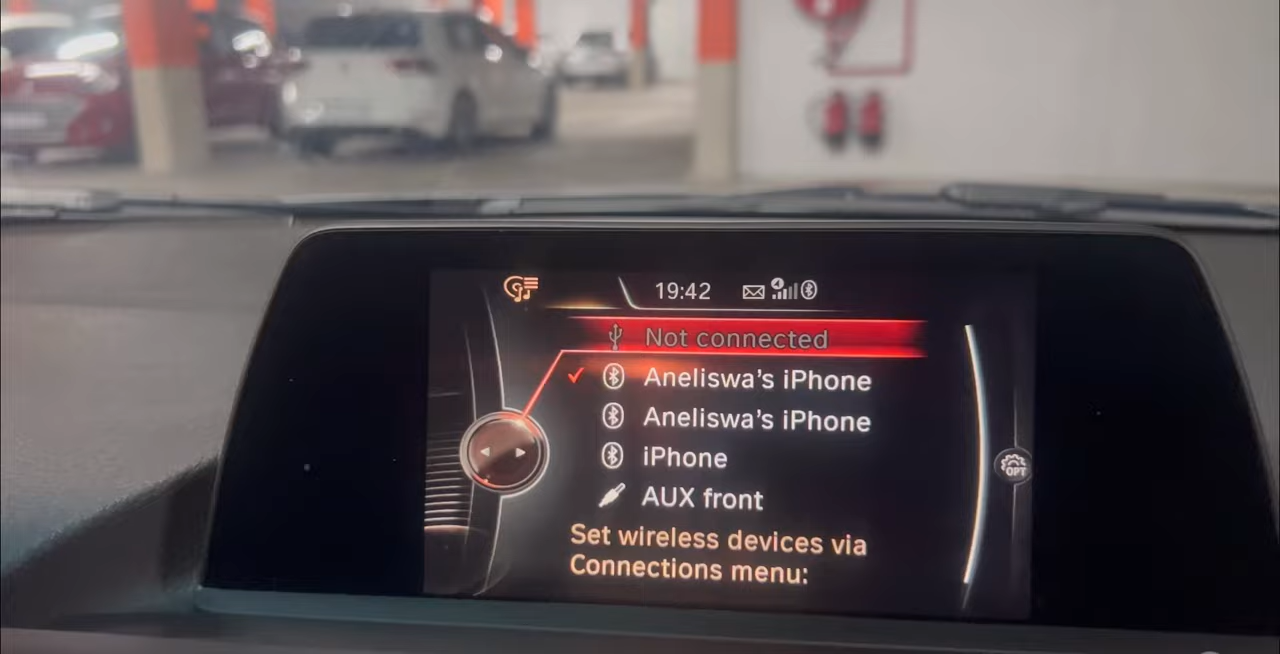 19:42
Not connected
Aneliswa’s iPhone
Aneliswa’s iPhone
iPhone
OPT
AUX front
Set wireless devices via
Connections menu: